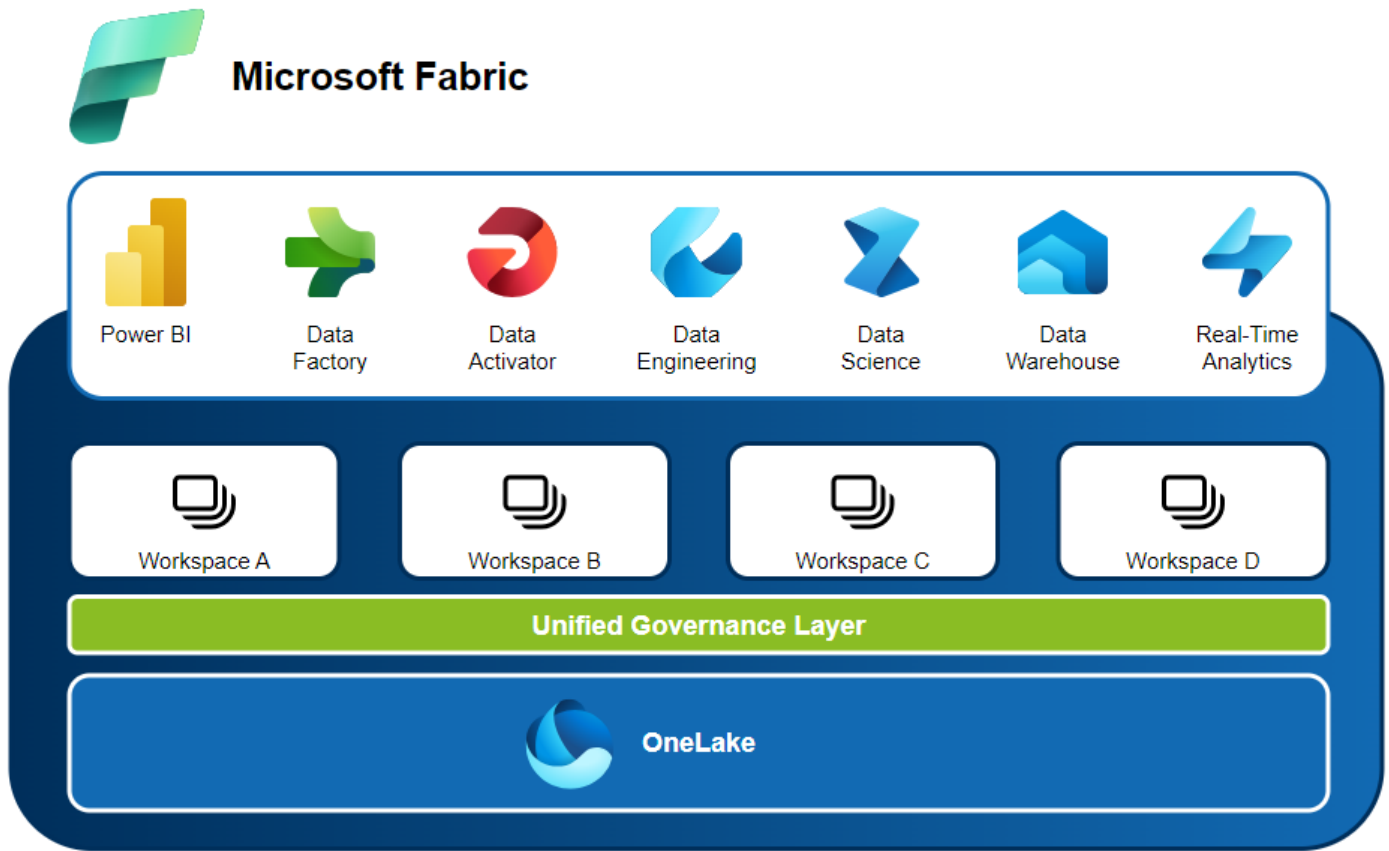 Microsoft Fabric
Power BI
Data
Factory
Data
Activator
Data
Engineering
Data
Science
Data
Warehouse
Real-Time
Analytics
Workspace A
Workspace B
Workspace C
Workspace D
Unified Governance Layer
OneLake